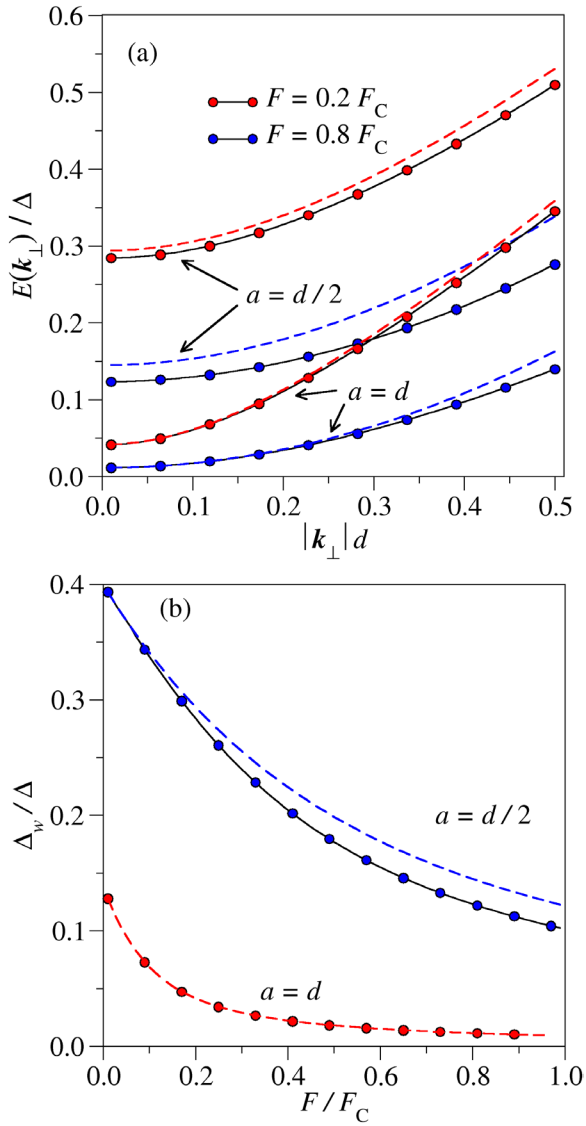 0.6
(a)
F = 0.2 F_C
F = 0.8 F_C
0.5
0.4
E(k⊥) / Δ
0.3
a = d / 2
0.2
0.1
a = d
0.0
0.0 0.1 0.2 0.3 0.4 0.5
|k⊥| d
0.4
(b)
0.3
Δ_w / Δ
a = d / 2
0.2
0.1
a = d
0.0
0.0 0.2 0.4 0.6 0.8 1.0
F / F_C